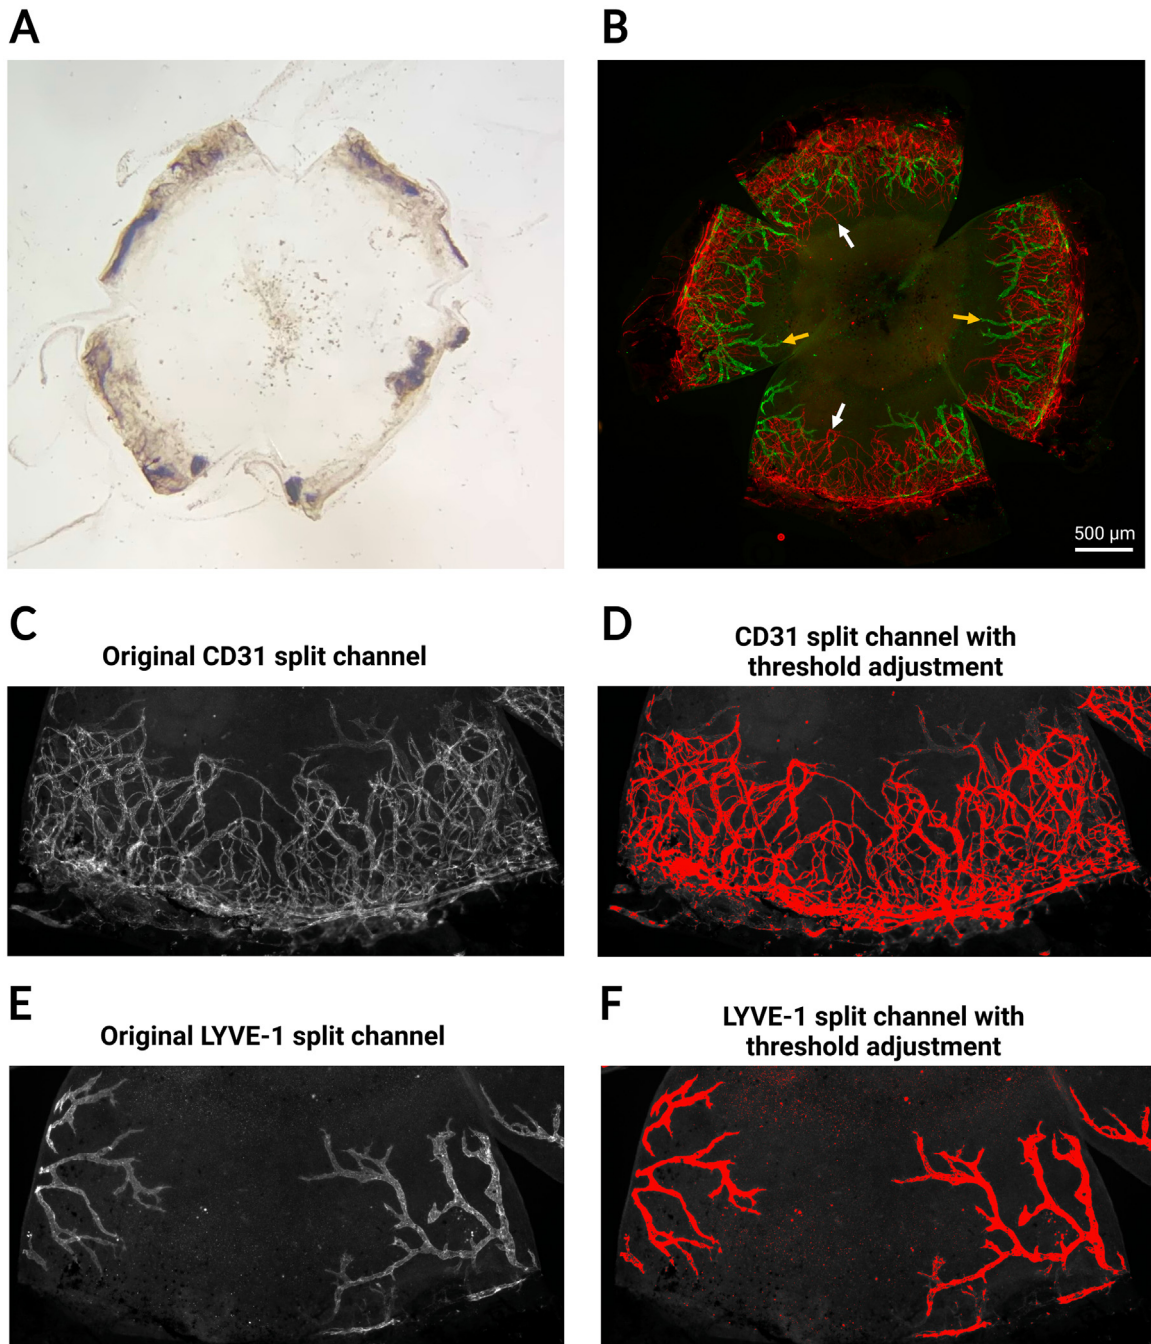 A
B
500 µm
C
Original CD31 split channel
D
CD31 split channel with
threshold adjustment
E
Original LYVE-1 split channel
F
LYVE-1 split channel with
threshold adjustment